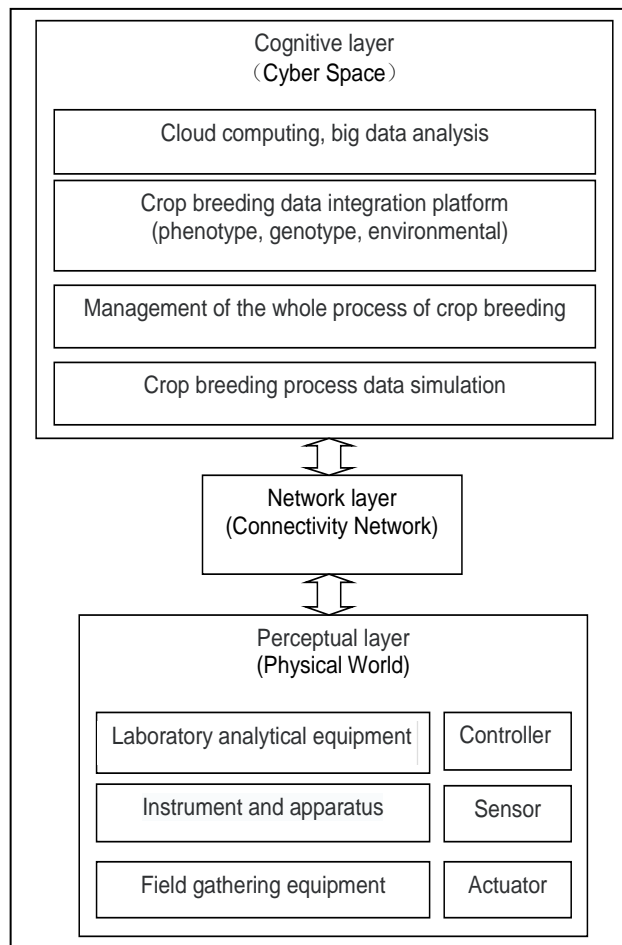 Cognitive layer
（Cyber Space）
Cloud computing, big data analysis
Crop breeding data integration platform
(phenotype, genotype, environmental)
Management of the whole process of crop breeding
Crop breeding process data simulation
Network layer
(Connectivity Network)
Perceptual layer
(Physical World)
Laboratory analytical equipment
Controller
Instrument and apparatus
Sensor
Field gathering equipment
Actuator